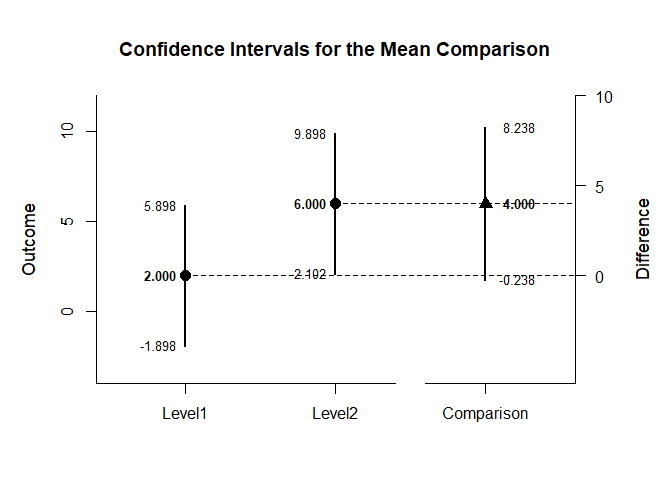 Confidence Intervals for the Mean Comparison
Outcome
10
5
0
5.898
2.000
-1.898
9.898
6.000
2.102
8.238
4.000
-0.238
10
5
0
Difference
Level1
Level2
Comparison